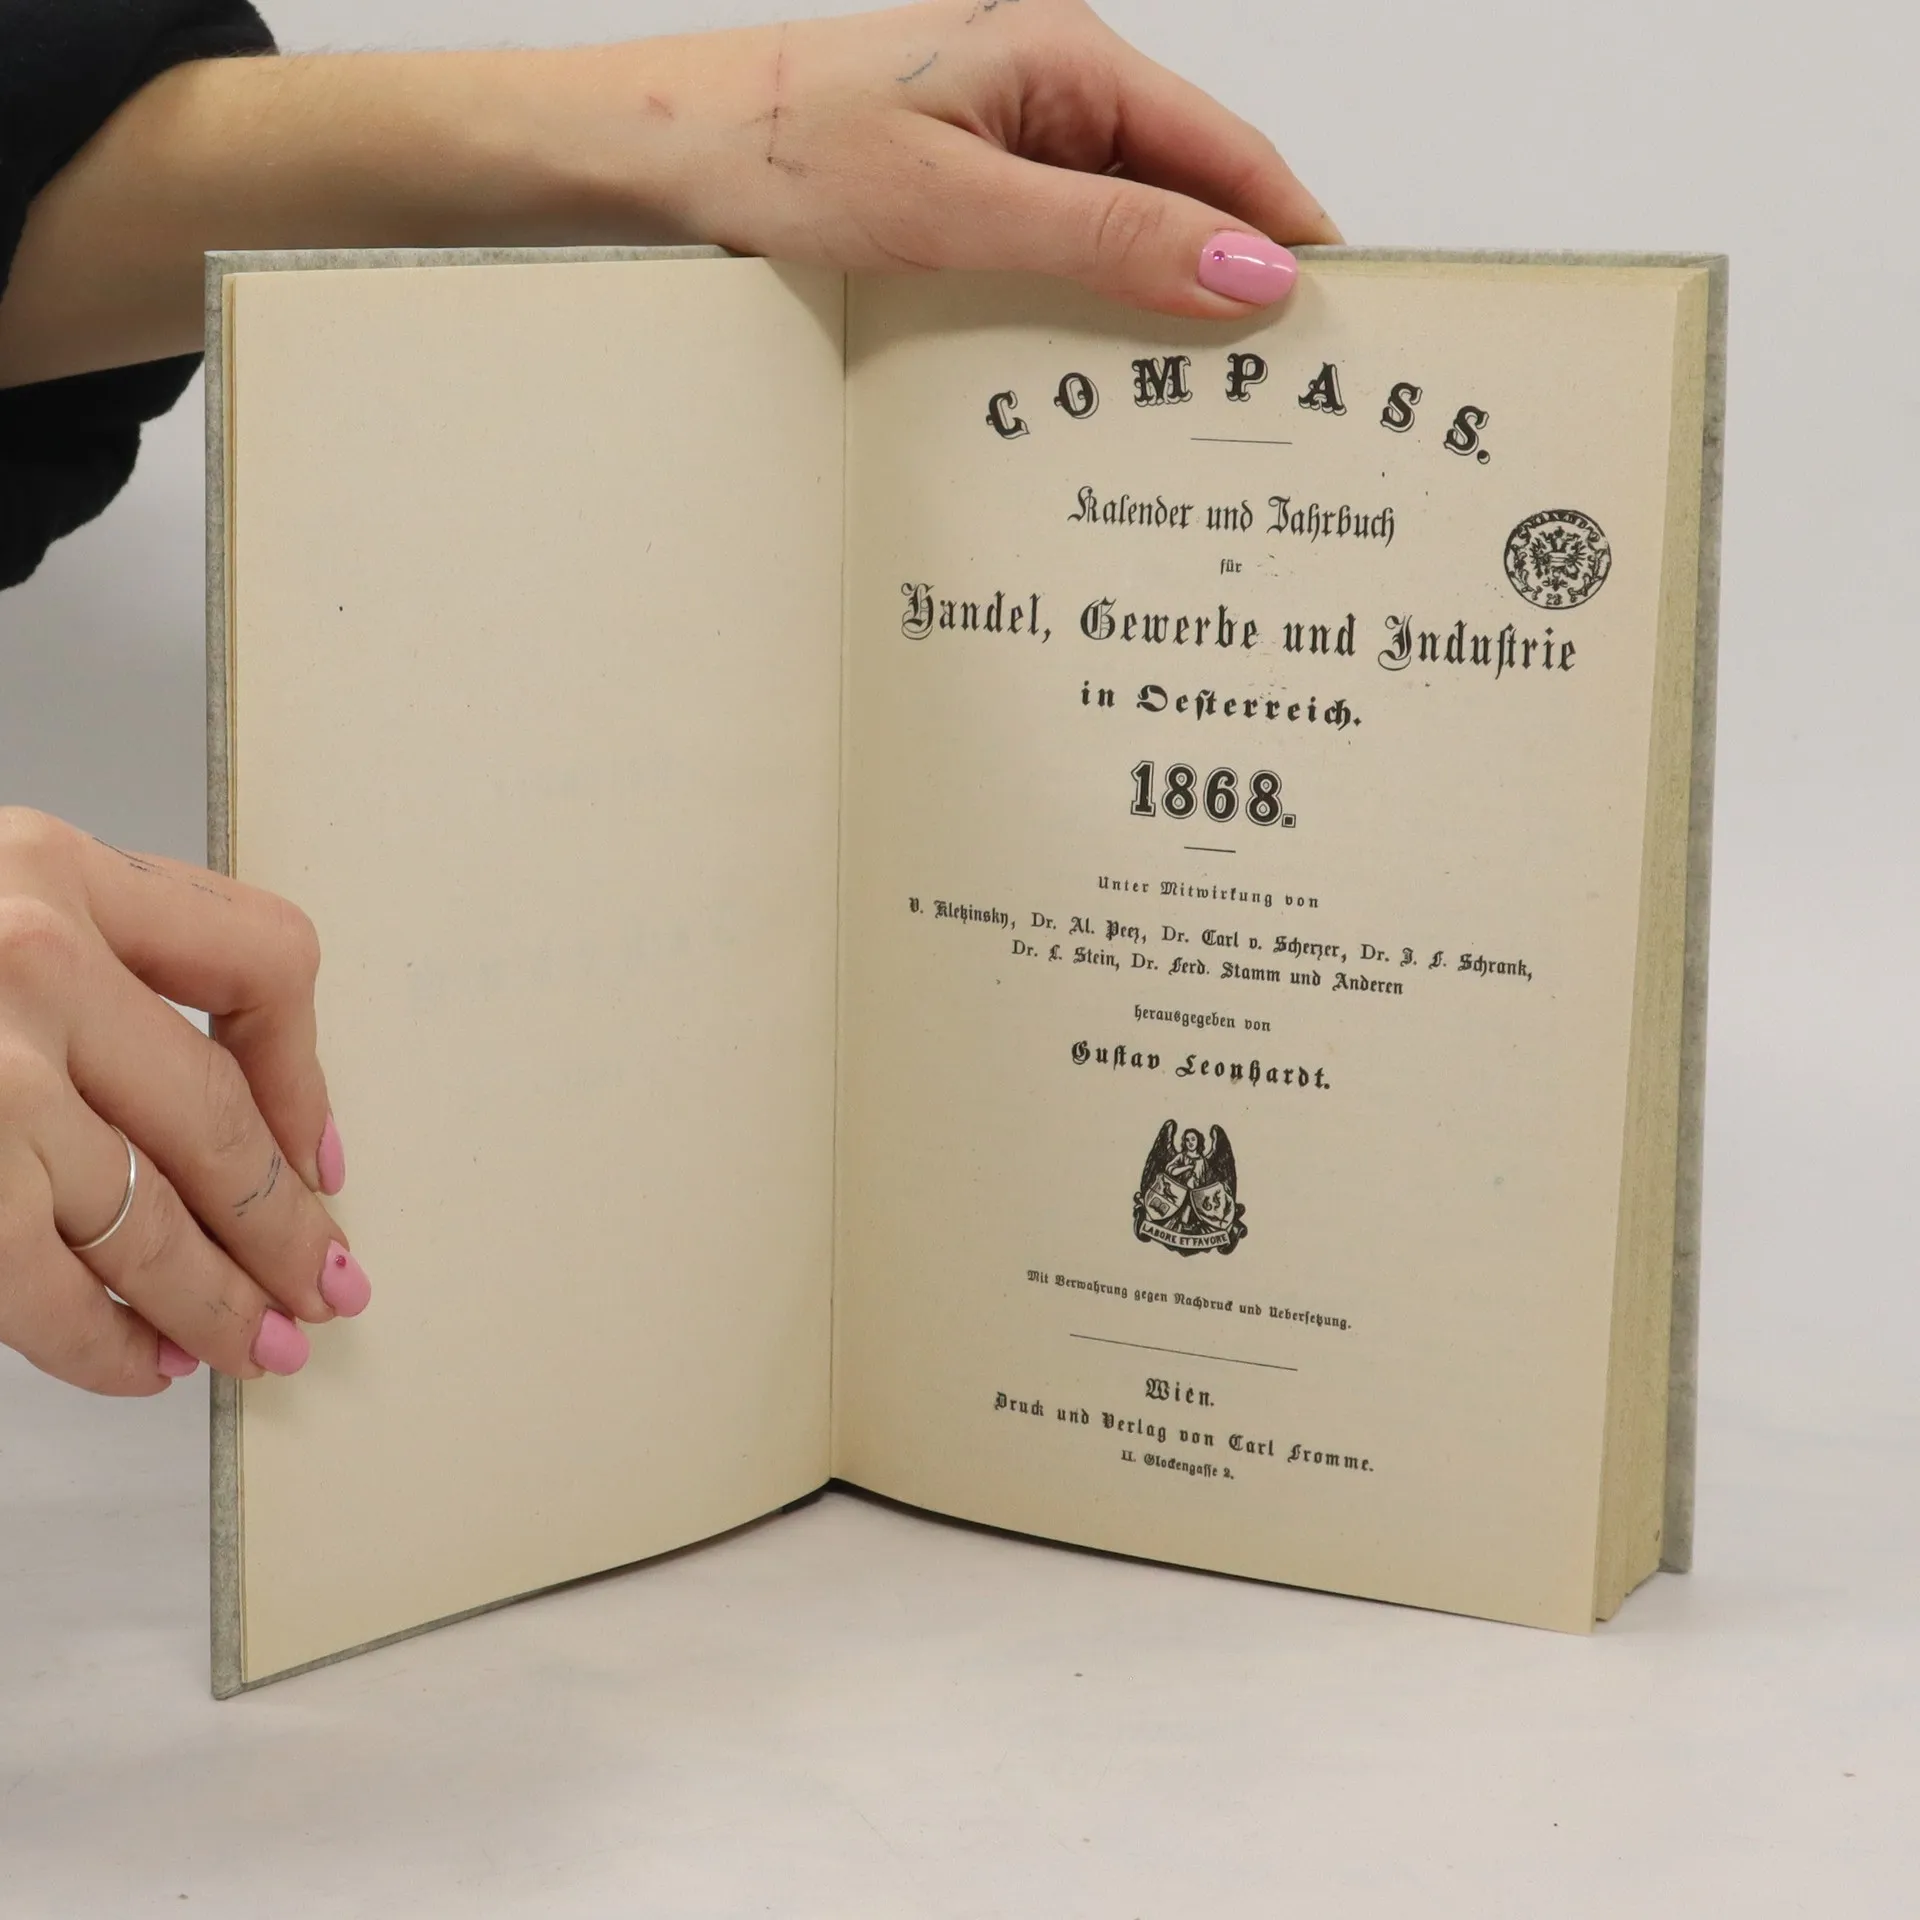 COMPASS.
Kalender und Jahrbuch
für
Handel, Gewerbe und Industrie
in Oesterreich.
1868.
Unter Mitwirkung von
V. Kletzinsky, Dr. Al. Peez, Dr. Carl v. Scherzer, Dr. J. F. Schrank,
Dr. L. Stein, Dr. Ferd. Stamm und Anderen
herausgegeben von
Gustav Leonhardt.
LABORE ET FAVORE
Mit Verwahrung gegen Nachdruck und Uebersetzung.
Wien.
Druck und Verlag von Carl Fromme.
II. Glockengasse 2.